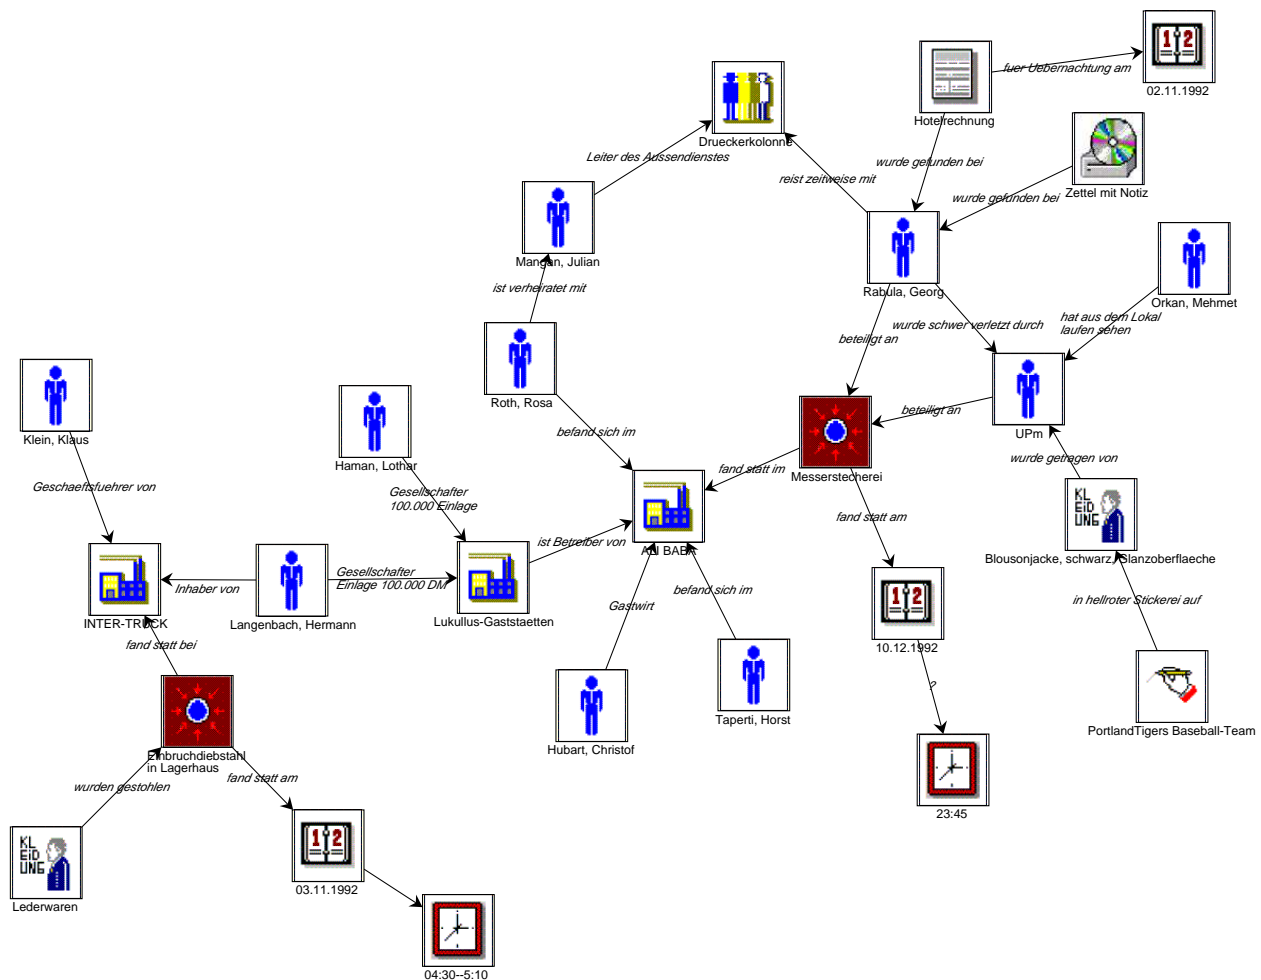 02.11.1992
fuer Uebernachtung am
Hotelrechnung
Drueckerkolonne
Leiter des Aussendienstes
wurde gefunden bei
reist zeitweise mit
Zettel mit Notiz
wurde gefunden bei
Mangan, Julian
Rabula, Georg
Orkan, Mehmet
ist verheiratet mit
hat aus dem Lokal
laufen sehen
wurde schwer verletzt durch
beteiligt an
Roth, Rosa
beteiligt an
UPm
Klein, Klaus
befand sich im
Haman, Lothar
wurde getragen von
fand statt im
Messerstecherei
Geschaeftsfuehrer von
Gesellschafter
100.000 Einlage
fand statt am
KL
EiD
UNG
ist Betreiber von
ALI BABA
Blousonjacke, schwarz, Glanzoberflaeche
Gesellschafter
Einlage 100.000 DM
Inhaber von
befand sich im
1 2
in hellroter Stickerei auf
Gastwirt
INTER-TRUCK
Langenbach, Hermann
Lukullus-Gaststaetten
fand statt bei
10.12.1992
?
Taperti, Horst
PortlandTigers Baseball-Team
Hubart, Christof
Einbruchdiebstahl
in Lagerhaus
fand statt am
wurden gestohlen
23:45
KL
EiD
UNG
1 2
03.11.1992
Lederwaren
04:30--5:10
1 2